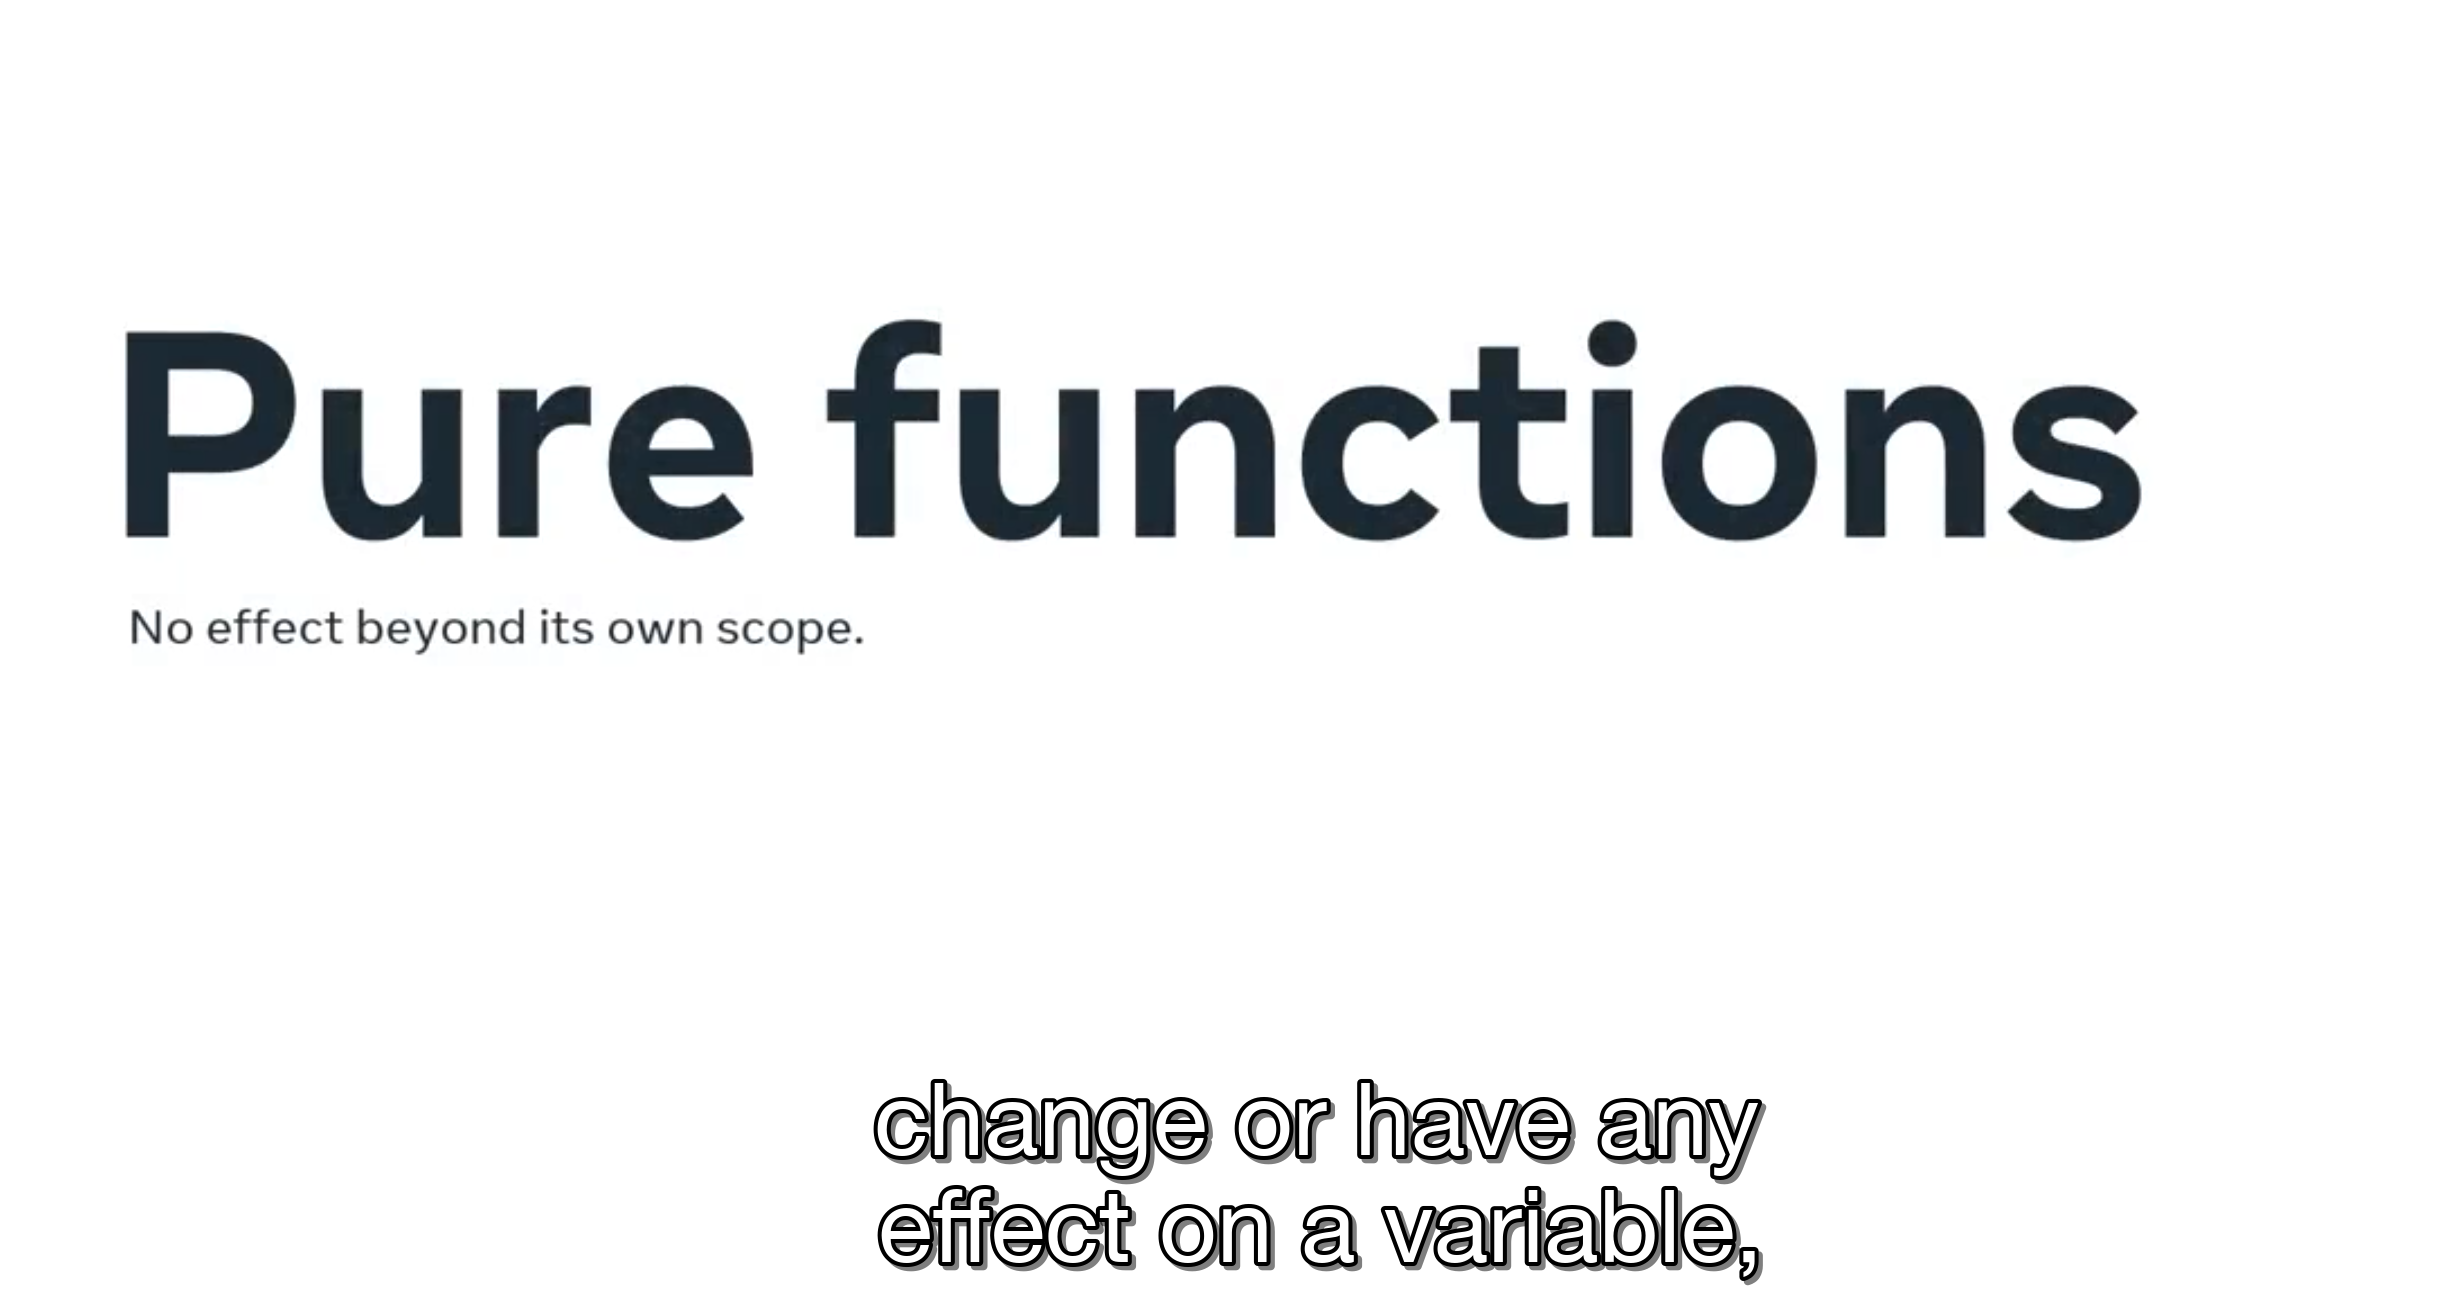 Pure functions
No effect beyond its own scope.
change or have any
effect on a variable,